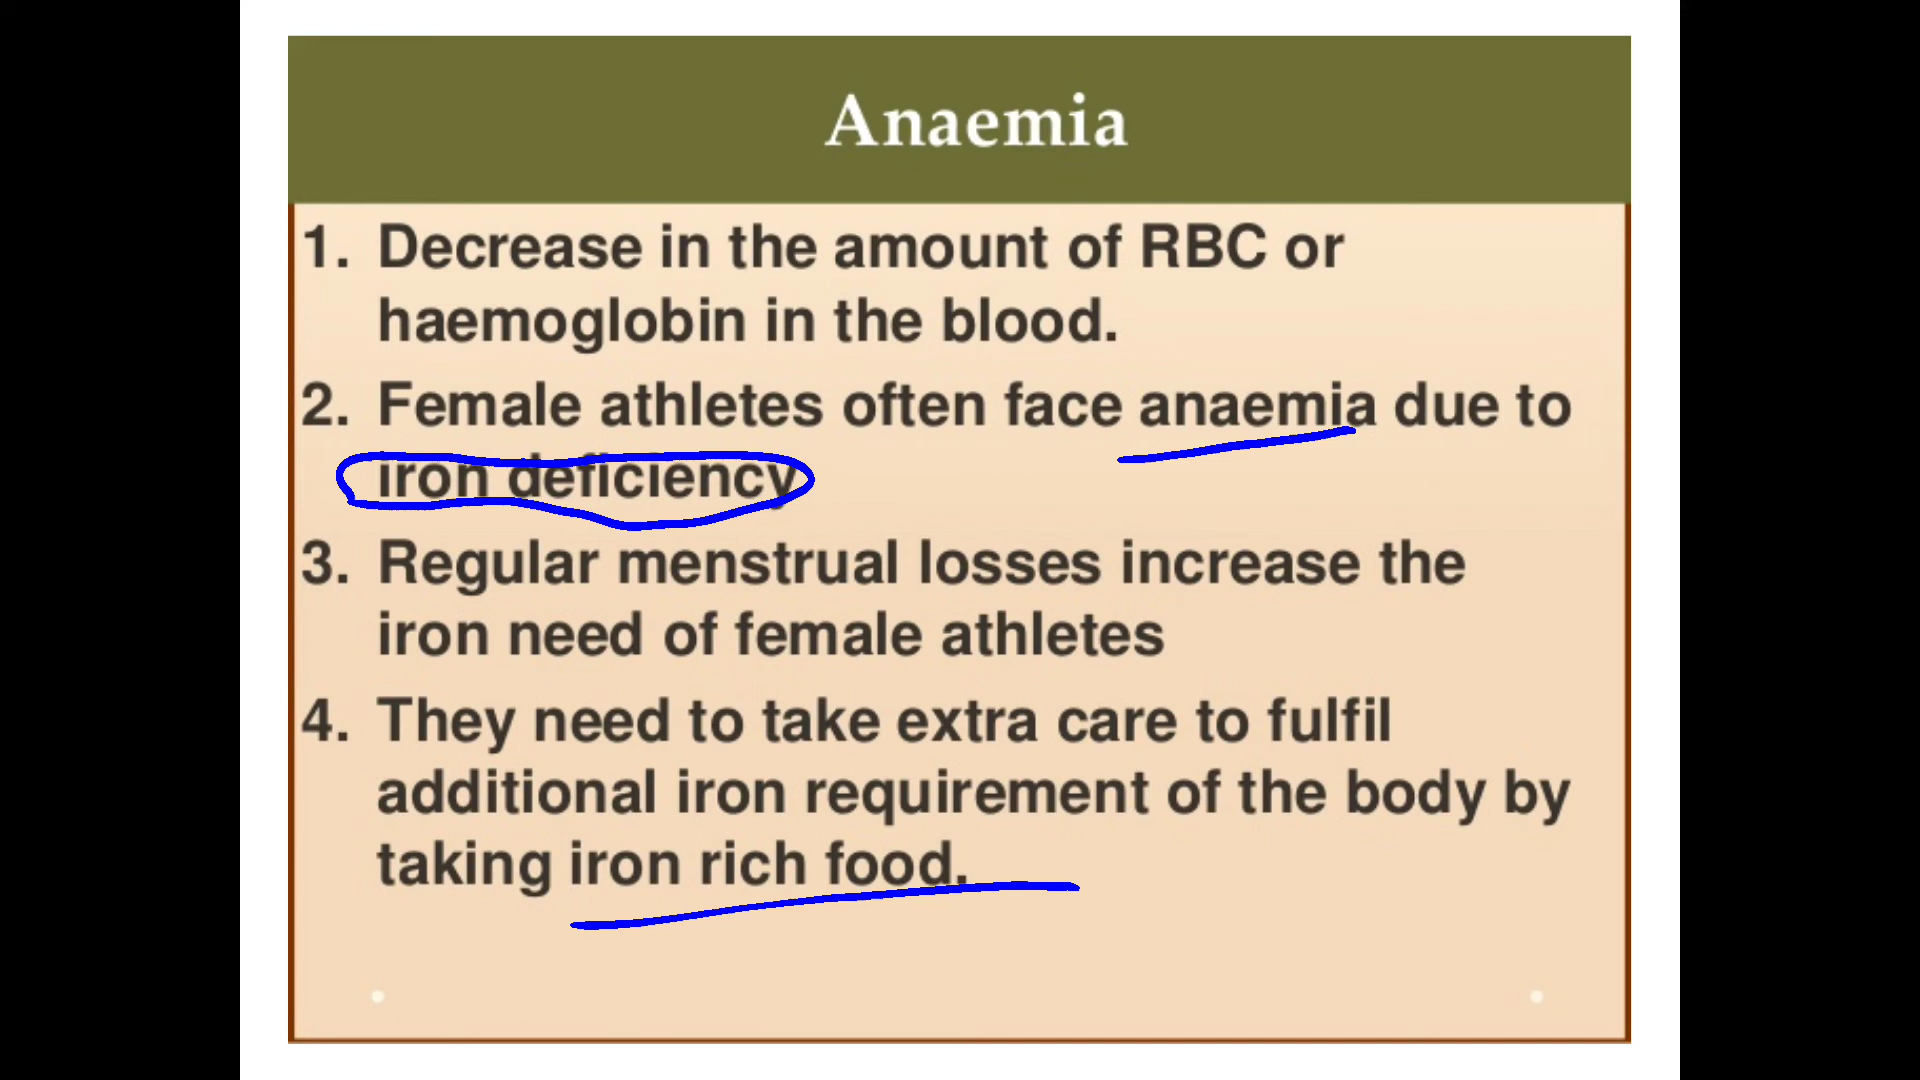 Anaemia
1. Decrease in the amount of RBC or
haemoglobin in the blood.
2. Female athletes often face anaemia due to
iron deficiency
3. Regular menstrual losses increase the
iron need of female athletes
4. They need to take extra care to fulfil
additional iron requirement of the body by
taking iron rich food.